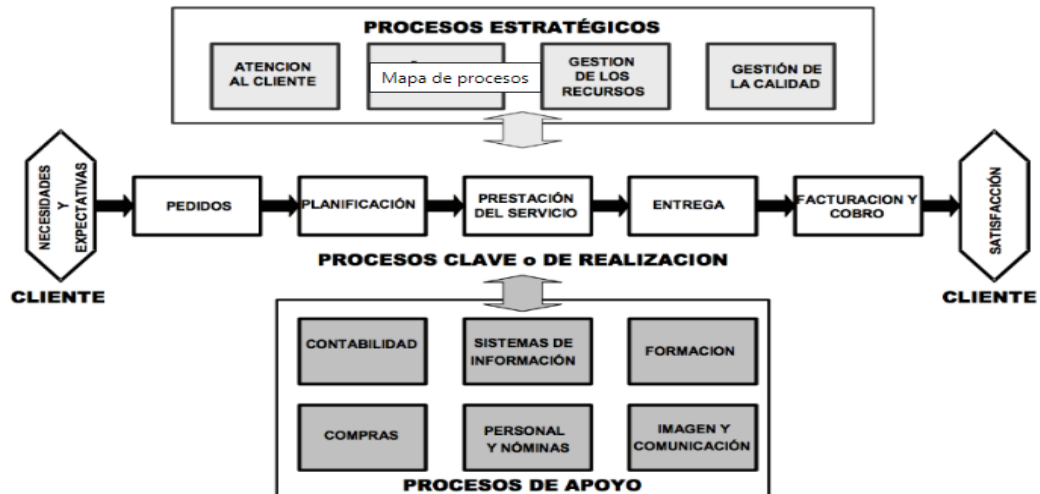 PROCESOS ESTRATÉGICOS
ATENCION
AL CLIENTE
Mapa de procesos
GESTION
DE LOS
RECURSOS
GESTIÓN DE
LA CALIDAD
NECESIDADES
Y
EXPECTATIVAS
PEDIDOS
PLANIFICACIÓN
PRESTACIÓN
DEL SERVICIO
ENTREGA
FACTURACION Y
COBRO
SATISFACCIÓN
PROCESOS CLAVE o DE REALIZACION
CLIENTE
CLIENTE
CONTABILIDAD
SISTEMAS DE
INFORMACIÓN
FORMACION
COMPRAS
PERSONAL
Y NÓMINAS
IMAGEN Y
COMUNICACIÓN
PROCESOS DE APOYO